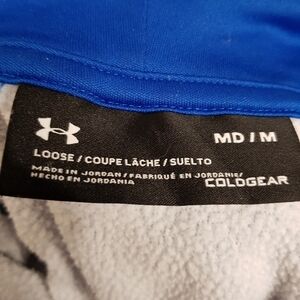 MD / M
LOOSE / COUPE LÂCHE / SUELTO
MADE IN JORDAN / FABRIQUÉ EN JORDANIE/
HECHO EN JORDANIA
COLDGEAR